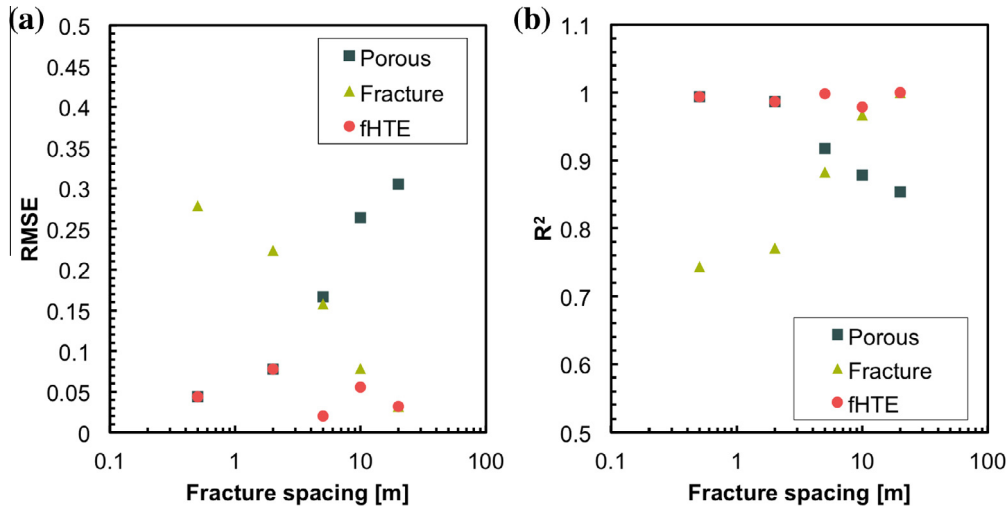 (a)
0.5
0.45
0.4
0.35
0.3
0.25
0.2
0.15
0.1
0.05
0
RMSE
Porous
Fracture
fHTE
0.1 1 10 100
Fracture spacing [m]
(b)
1.1
1
0.9
0.8
0.7
0.6
0.5
R²
Porous
Fracture
fHTE
0.1 1 10 100
Fracture spacing [m]